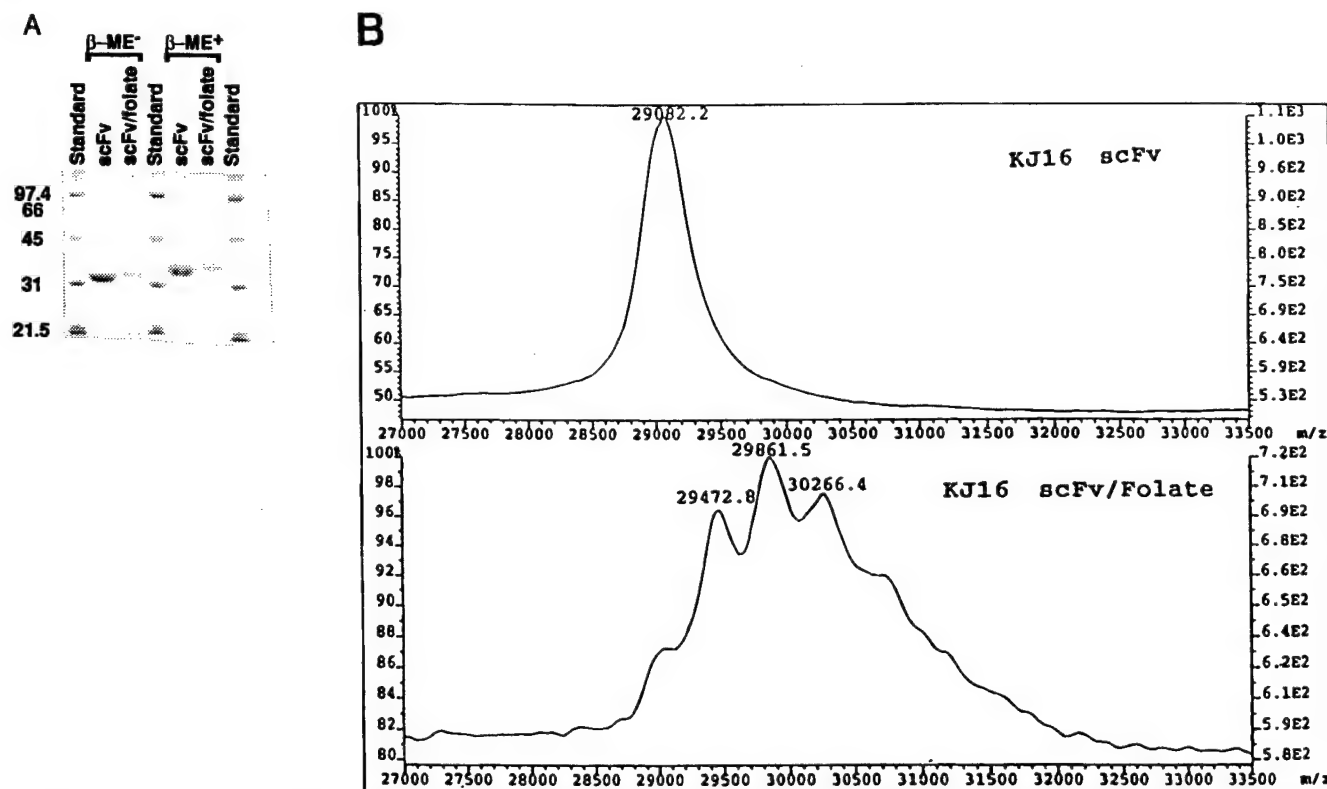 A
β-ME- β-ME+
Standard
scFv
scFv/folate
Standard
scFv
scFv/folate
Standard
97.4
66
45
31
21.5
B
KJ16 scFv
29082.2
100%
95
90
85
80
75
70
65
60
55
50
1.1E3
1.0E3
9.6E2
9.0E2
8.5E2
8.0E2
7.5E2
6.9E2
6.4E2
5.9E2
5.3E2
27000 27500 28000 28500 29000 29500 30000 30500 31000 31500 32000 32500 33000 33500 m/z
KJ16 scFv/Folate
29861.5
29472.8
30266.4
100%
98
96
94
92
90
88
86
84
82
80
7.2E2
7.1E2
6.9E2
6.8E2
6.6E2
6.5E2
6.4E2
6.2E2
6.1E2
5.9E2
5.8E2
27000 27500 28000 28500 29000 29500 30000 30500 31000 31500 32000 32500 33000 33500 m/z